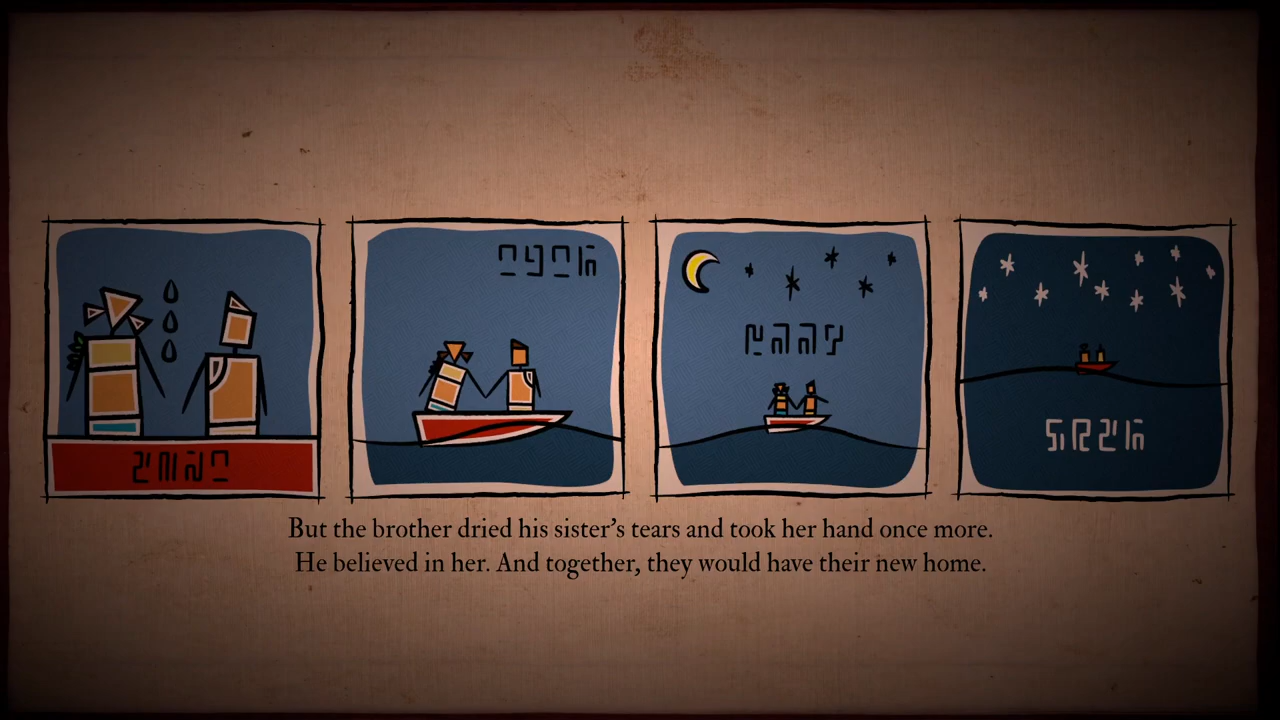 But the brother dried his sister's tears and took her hand once more.
He believed in her. And together, they would have their new home.